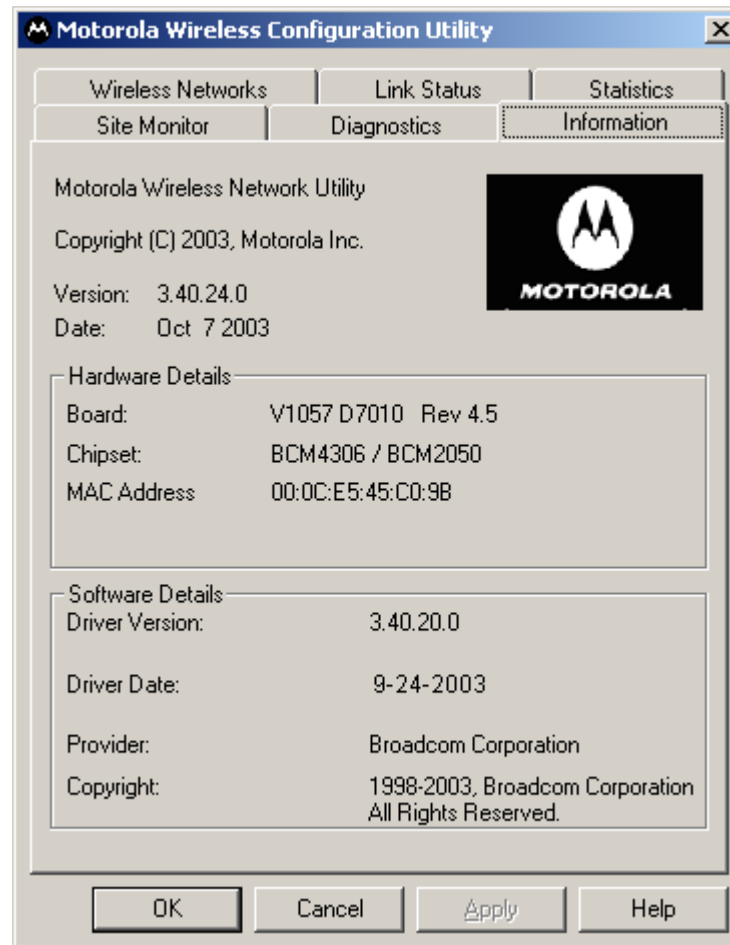 Motorola Wireless Configuration Utility
Wireless Networks
Link Status
Statistics
Site Monitor
Diagnostics
Information
Motorola Wireless Network Utility
Copyright (C) 2003, Motorola Inc.
MOTOROLA
Version: 3.40.24.0
Date: Oct 7 2003
Hardware Details
Board: V1057 D7010 Rev 4.5
Chipset: BCM4306 / BCM2050
MAC Address 00:0C:E5:45:C0:9B
Software Details
Driver Version: 3.40.20.0
Driver Date: 9-24-2003
Provider: Broadcom Corporation
Copyright: 1998-2003, Broadcom Corporation
All Rights Reserved.
OK
Cancel
Apply
Help